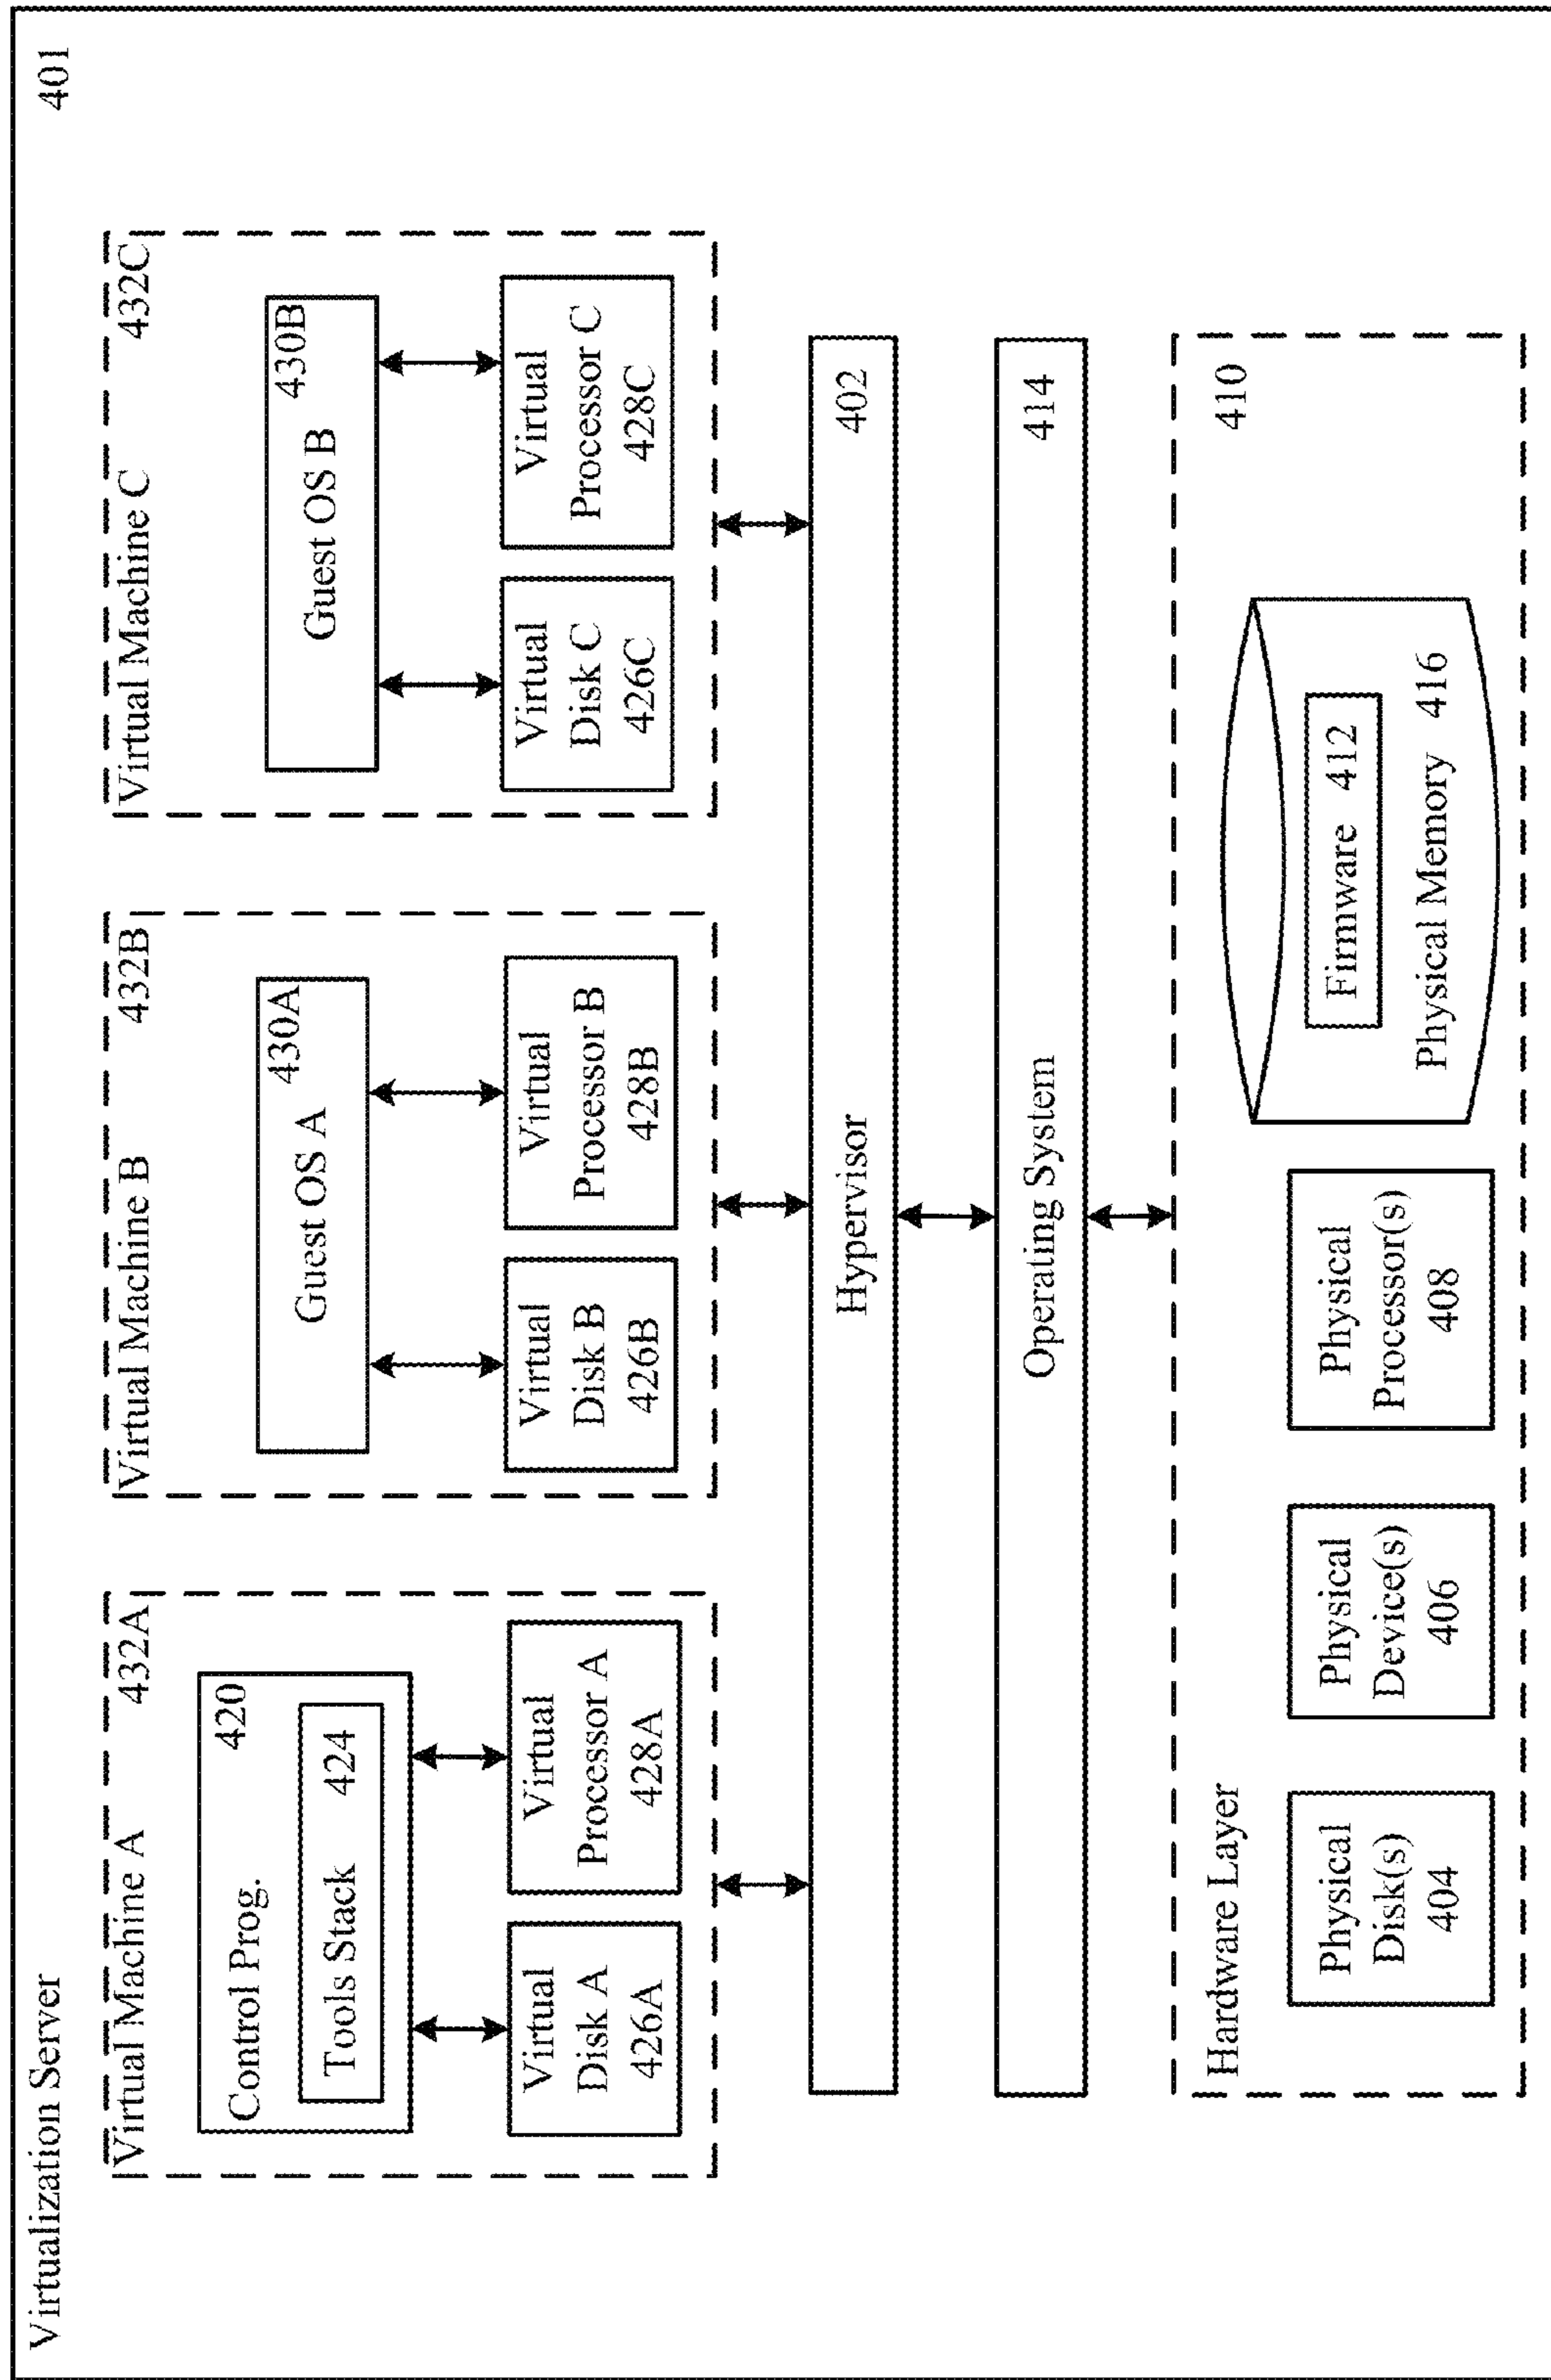 Virtualization Server
401
Virtual Machine A
432A
Control Prog.
420
Tools Stack
424
Virtual
Disk A
426A
Virtual
Processor A
428A
Virtual Machine B
432B
Guest OS A
430A
Virtual
Disk B
426B
Virtual
Processor B
428B
Virtual Machine C
432C
Guest OS B
430B
Virtual
Disk C
426C
Virtual
Processor C
428C
Hypervisor
402
Operating System
414
Hardware Layer
410
Physical
Disk(s)
404
Physical
Device(s)
406
Physical
Processor(s)
408
Firmware 412
Physical Memory 416